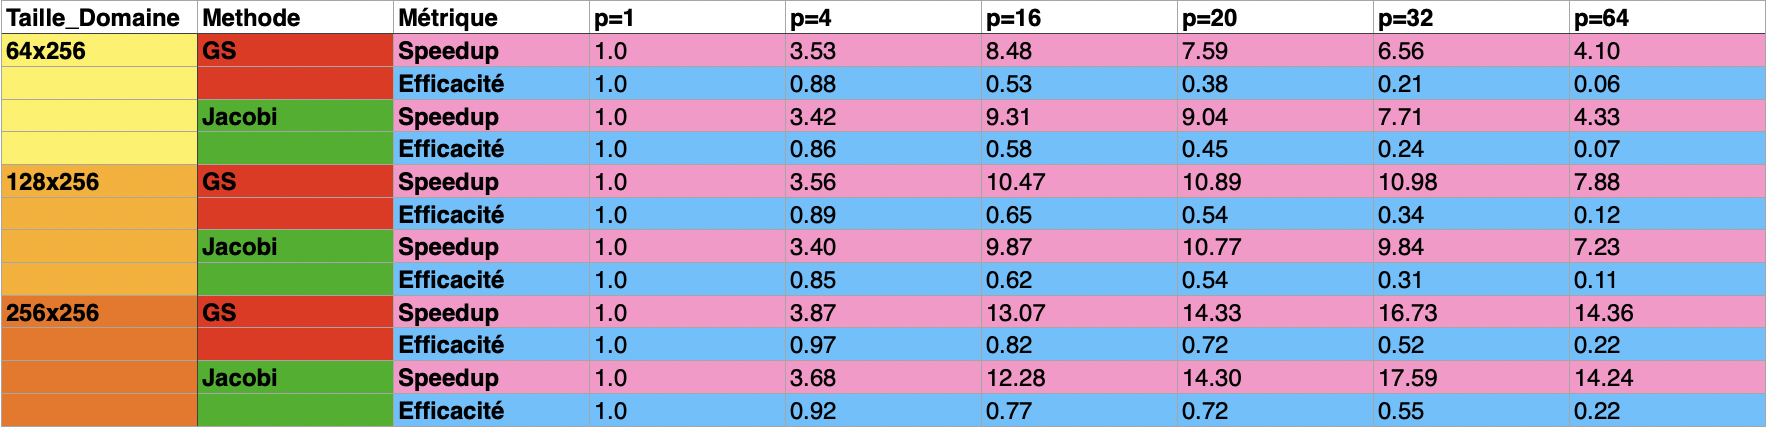 Taille_Domaine Methode Métrique p=1 p=4 p=16 p=20 p=32 p=64
64x256 GS Speedup 1.0 3.53 8.48 7.59 6.56 4.10
Efficacité 1.0 0.88 0.53 0.38 0.21 0.06
Jacobi Speedup 1.0 3.42 9.31 9.04 7.71 4.33
Efficacité 1.0 0.86 0.58 0.45 0.24 0.07
128x256 GS Speedup 1.0 3.56 10.47 10.89 10.98 7.88
Efficacité 1.0 0.89 0.65 0.54 0.34 0.12
Jacobi Speedup 1.0 3.40 9.87 10.77 9.84 7.23
Efficacité 1.0 0.85 0.62 0.54 0.31 0.11
256x256 GS Speedup 1.0 3.87 13.07 14.33 16.73 14.36
Efficacité 1.0 0.97 0.82 0.72 0.52 0.22
Jacobi Speedup 1.0 3.68 12.28 14.30 17.59 14.24
Efficacité 1.0 0.92 0.77 0.72 0.55 0.22